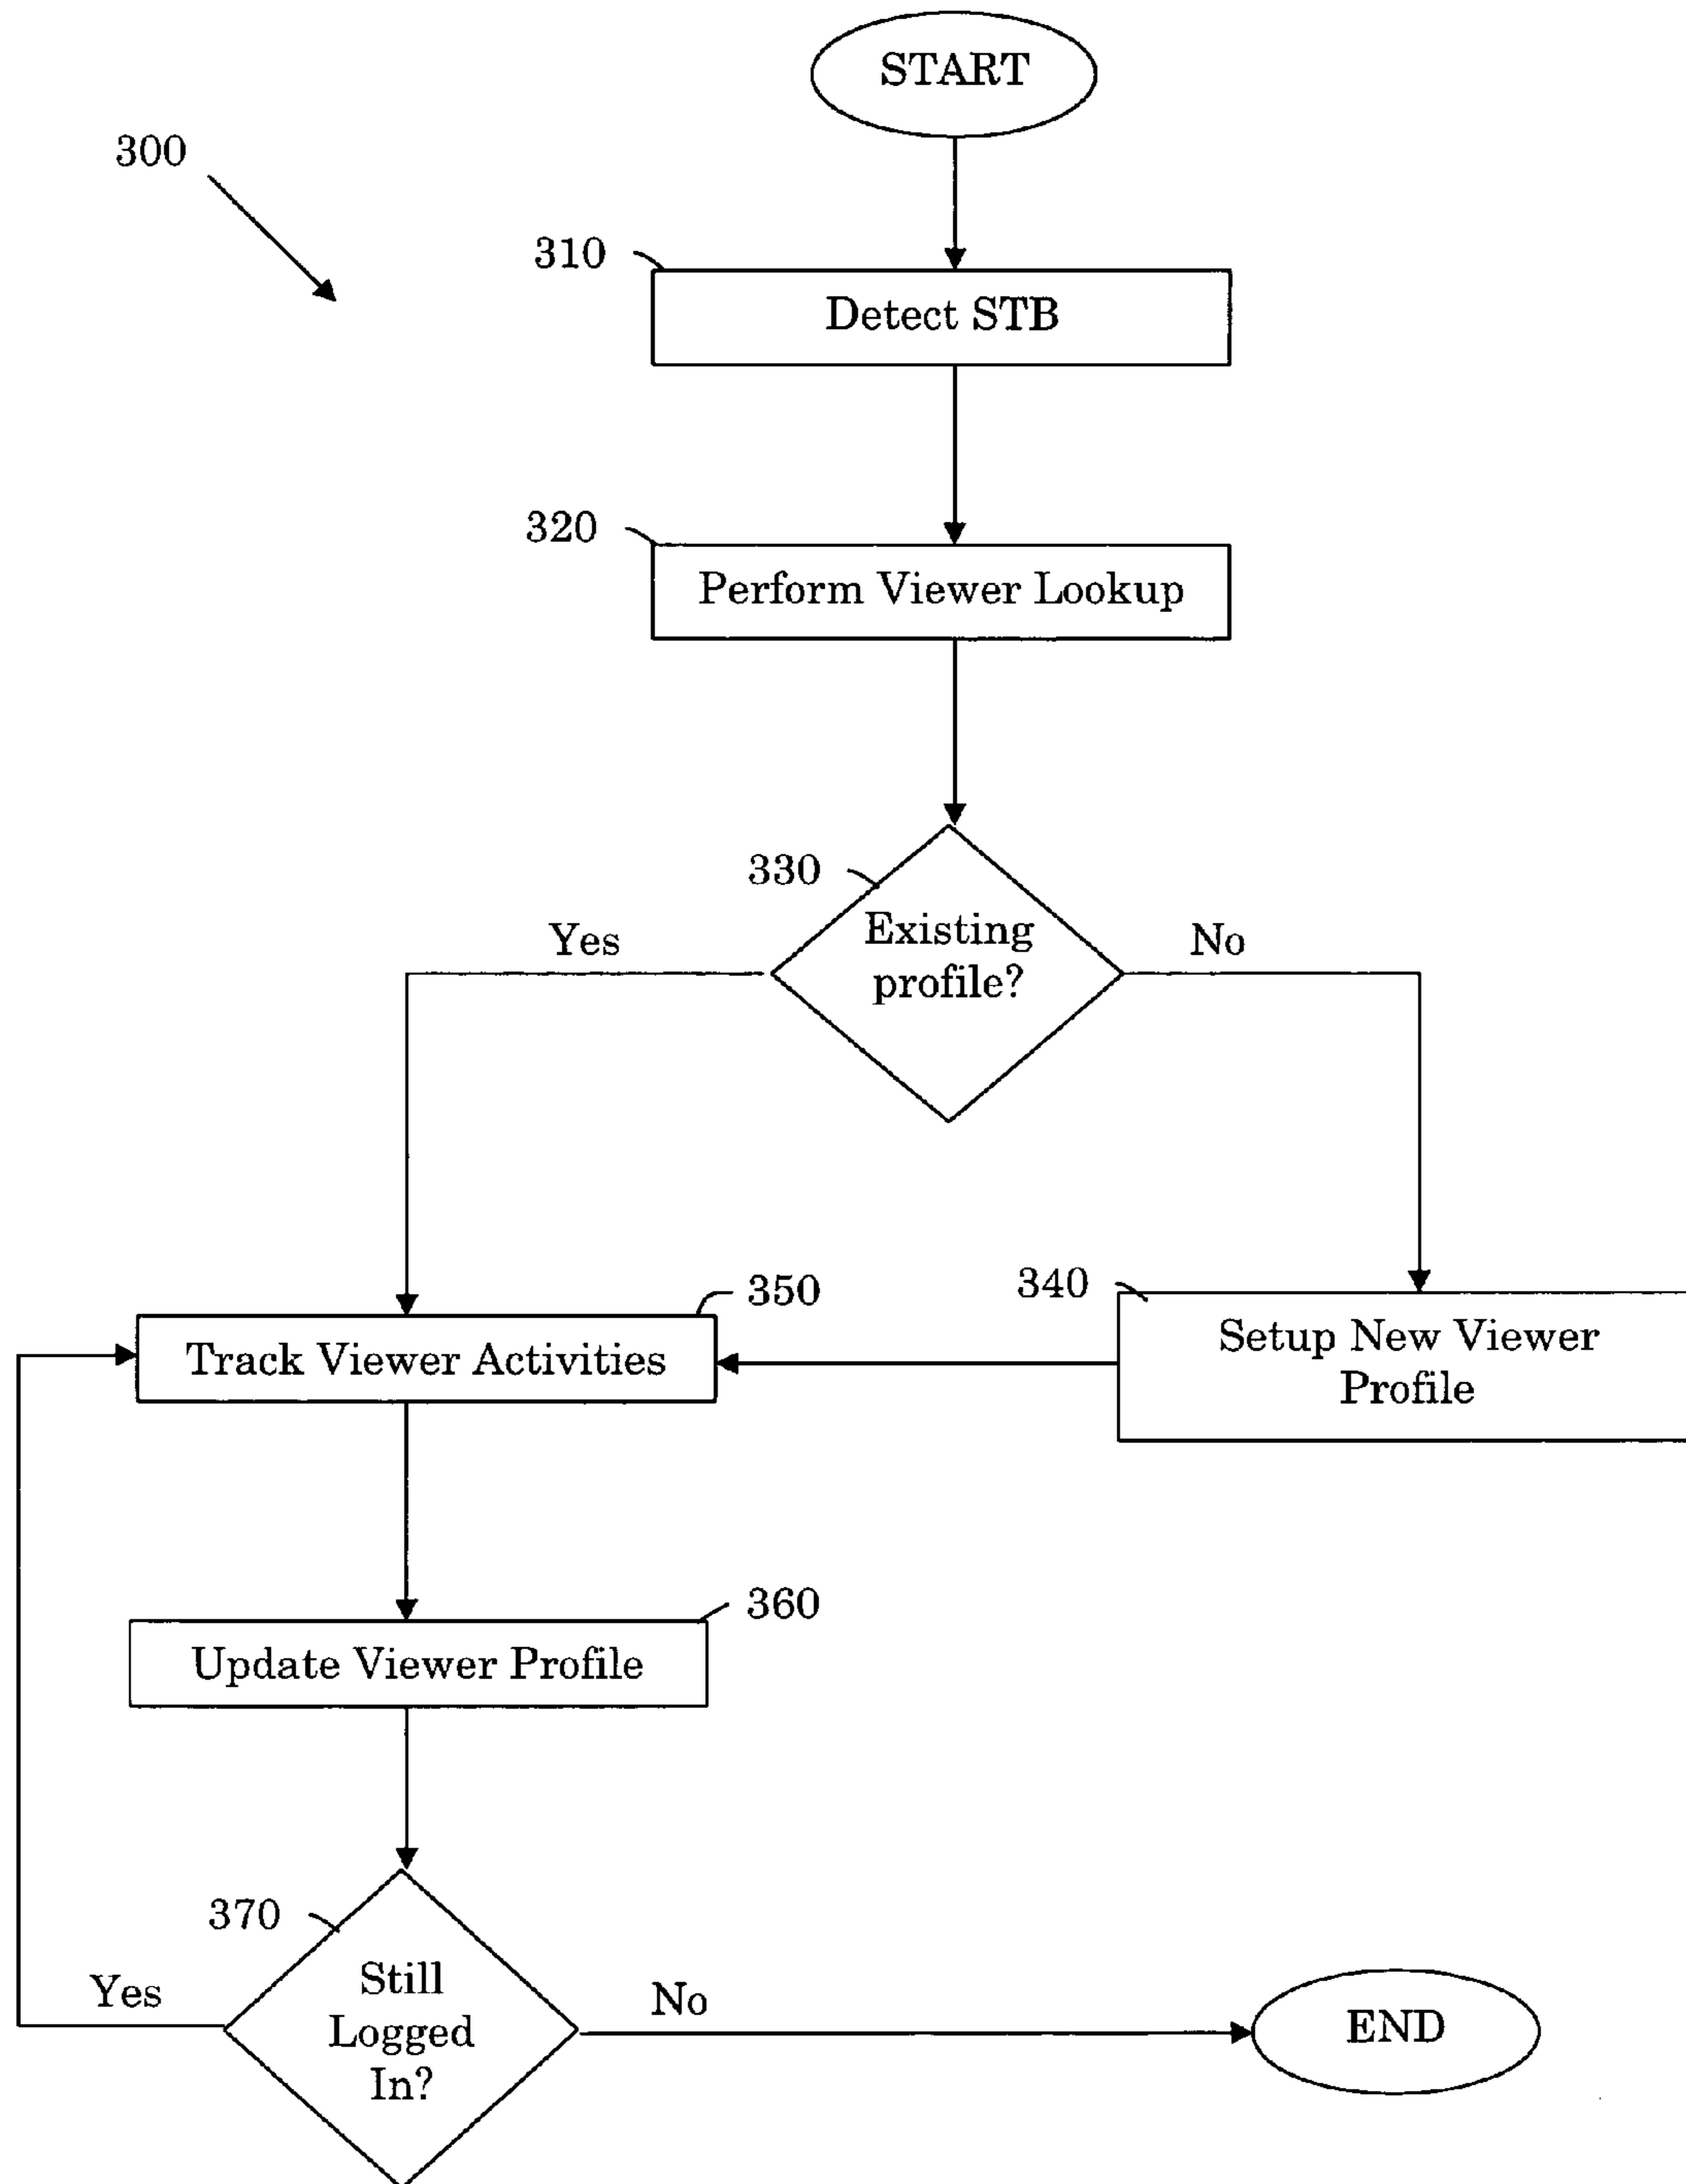 START
300
310
Detect STB
320
Perform Viewer Lookup
330
Existing
profile?
Yes
No
350
Track Viewer Activities
340
Setup New Viewer
Profile
360
Update Viewer Profile
370
Still
Logged
In?
Yes
No
END